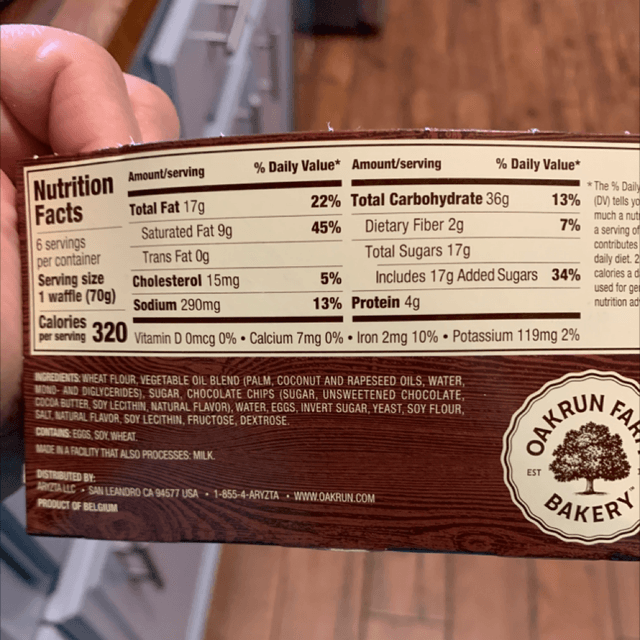 Nutrition
Facts
6 servings
per container
Serving size
1 waffle (70g)
Calories
per serving 320
Amount/serving % Daily Value*
Total Fat 17g 22%
Saturated Fat 9g 45%
Trans Fat 0g
Cholesterol 15mg 5%
Sodium 290mg 13%
Amount/serving % Daily Value*
Total Carbohydrate 36g 13%
Dietary Fiber 2g 7%
Total Sugars 17g
Includes 17g Added Sugars 34%
Protein 4g
Vitamin D 0mcg 0% • Calcium 7mg 0% • Iron 2mg 10% • Potassium 119mg 2%
* The % Daily
(DV) tells yo
much a nut
a serving of
contributes
daily diet. 2
calories a d
used for ge
nutrition ad
INGREDIENTS: WHEAT FLOUR, VEGETABLE OIL BLEND (PALM, COCONUT AND RAPESEED OILS, WATER,
MONO- AND DIGLYCERIDES), SUGAR, CHOCOLATE CHIPS (SUGAR, UNSWEETENED CHOCOLATE,
COCOA BUTTER, SOY LECITHIN, NATURAL FLAVOR), WATER, EGGS, INVERT SUGAR, YEAST, SOY FLOUR,
SALT, NATURAL FLAVOR, SOY LECITHIN, FRUCTOSE, DEXTROSE.
CONTAINS: EGGS, SOY, WHEAT.
MADE IN A FACILITY THAT ALSO PROCESSES: MILK.
DISTRIBUTED BY:
ARYZTA LLC • SAN LEANDRO CA 94577 USA • 1-855-4-ARYZTA • WWW.OAKRUN.COM
PRODUCT OF BELGIUM
OAKRUN FAR
EST
BAKERY™